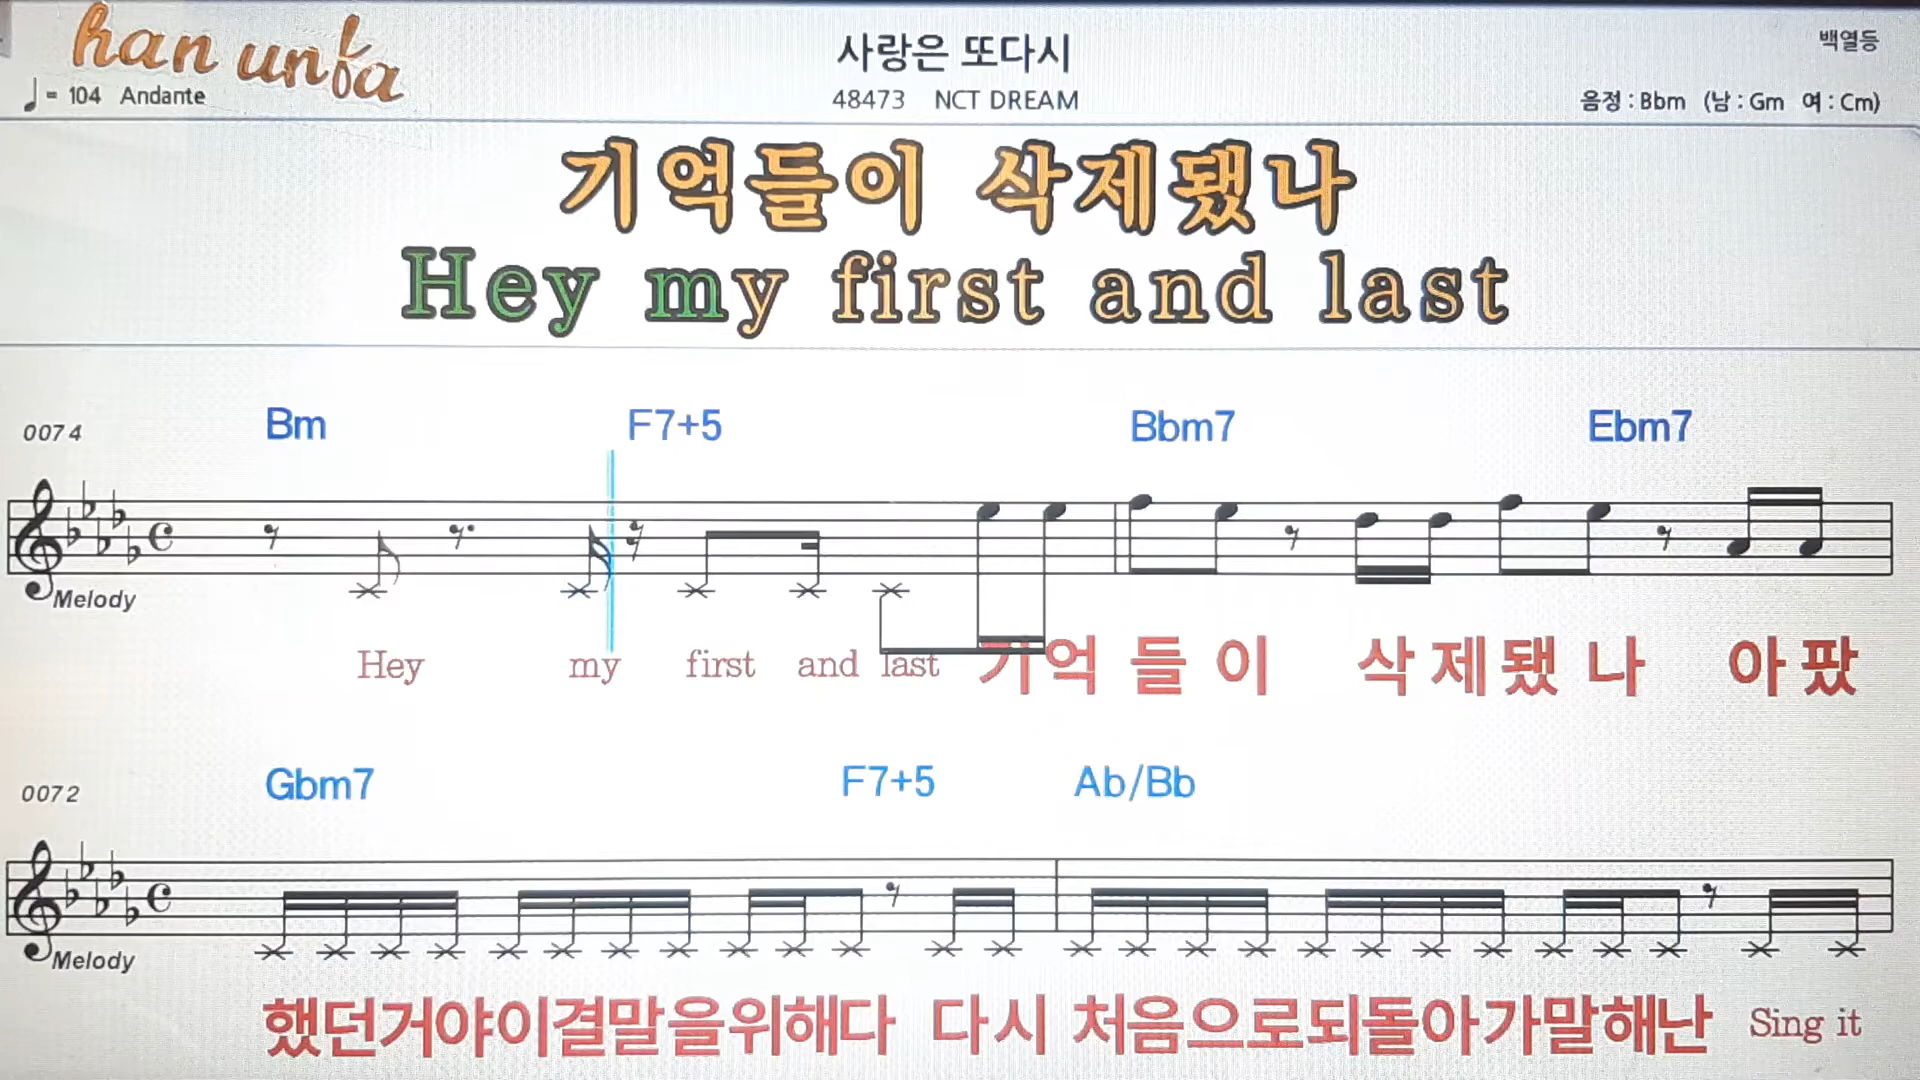 han unba
♩= 104 Andante
사랑은 또다시
48473 NCT DREAM
백열등
음정 : Bbm (남 : Gm 여 : Cm)
기억들이 삭제됐나
Hey my first and last
0074 Bm F7+5 Bbm7 Ebm7
Melody
Hey my first and last 기억들이 삭제됐나 아팠
0072 Gbm7 F7+5 Ab/Bb
Melody
했던거야이결말을위해다 다시 처음으로되돌아가말해난 Sing it